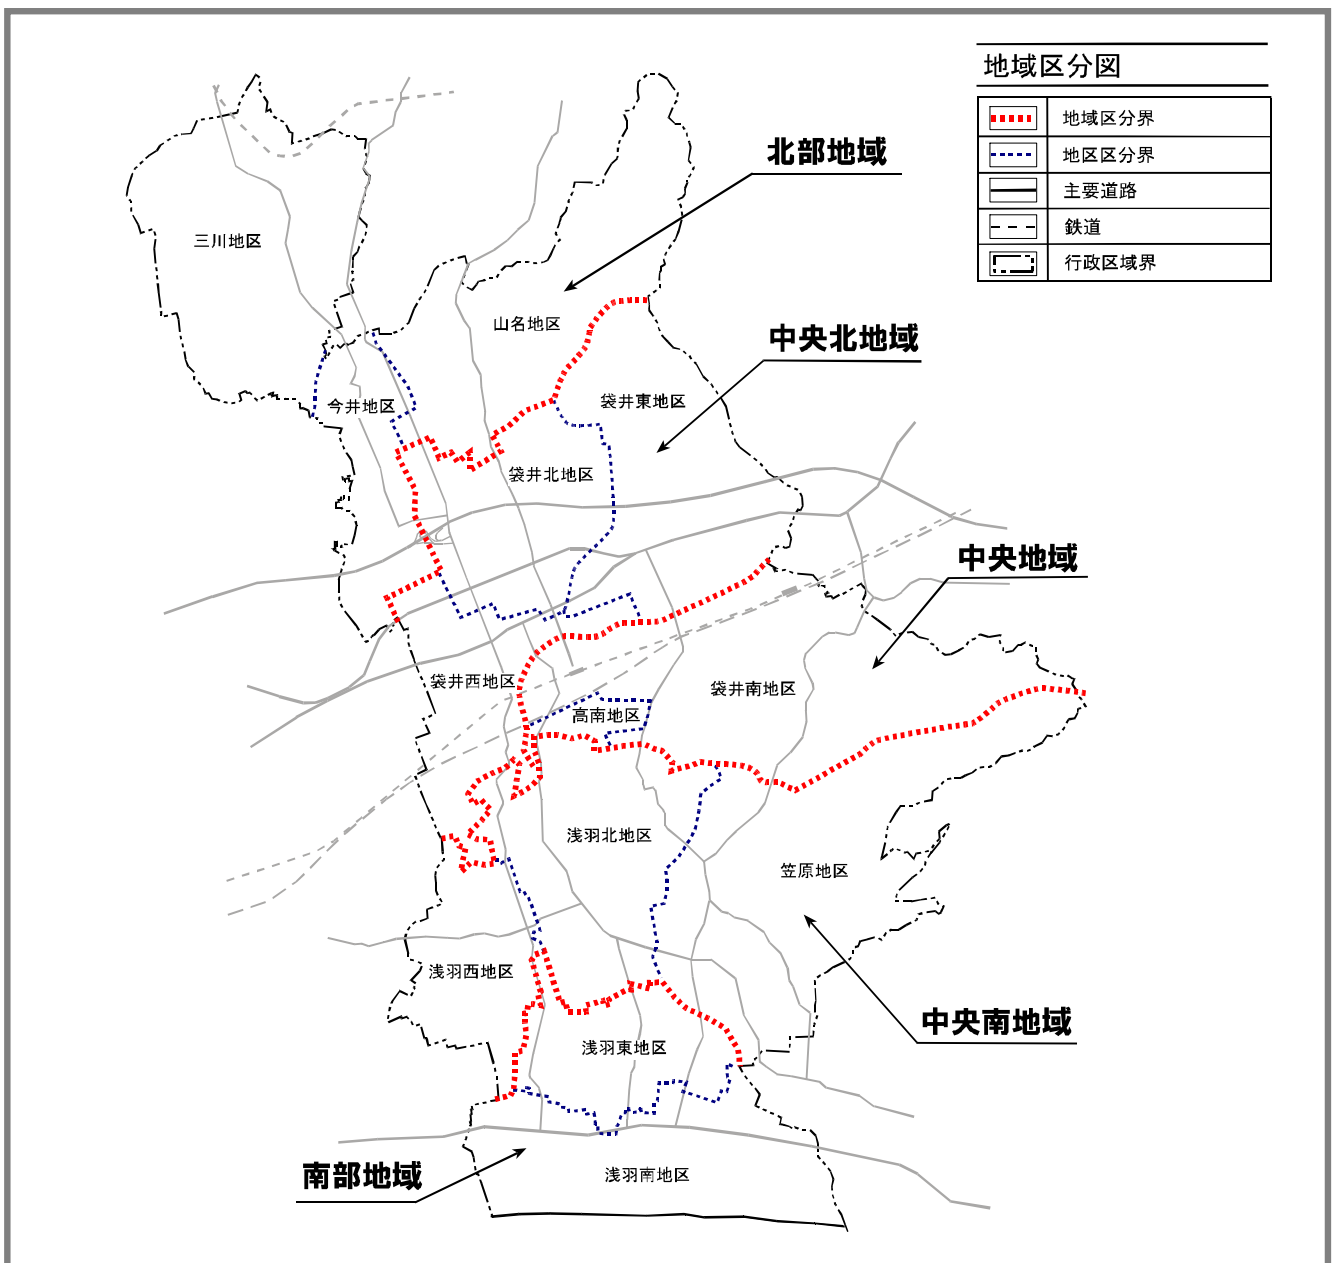 地域区分図
地域区分界
地区区分界
主要道路
鉄道
行政区域界
北部地域
三川地区
山名地区
中央北地域
今井地区
袋井東地区
袋井北地区
中央地域
袋井西地区
袋井南地区
高南地区
浅羽北地区
笠原地区
浅羽西地区
中央南地域
浅羽東地区
南部地域
浅羽南地区